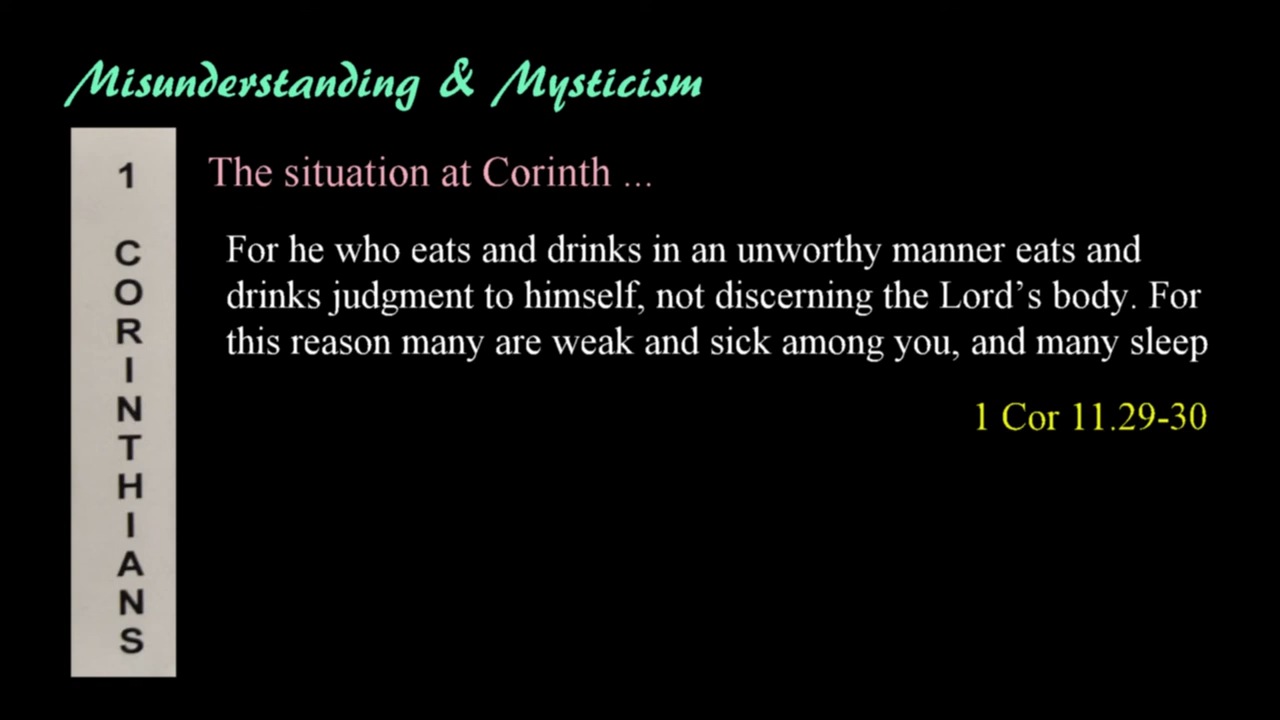 Misunderstanding & Mysticism
1 CORINTHIANS
The situation at Corinth ...
For he who eats and drinks in an unworthy manner eats and
drinks judgment to himself, not discerning the Lord’s body. For
this reason many are weak and sick among you, and many sleep
1 Cor 11.29-30